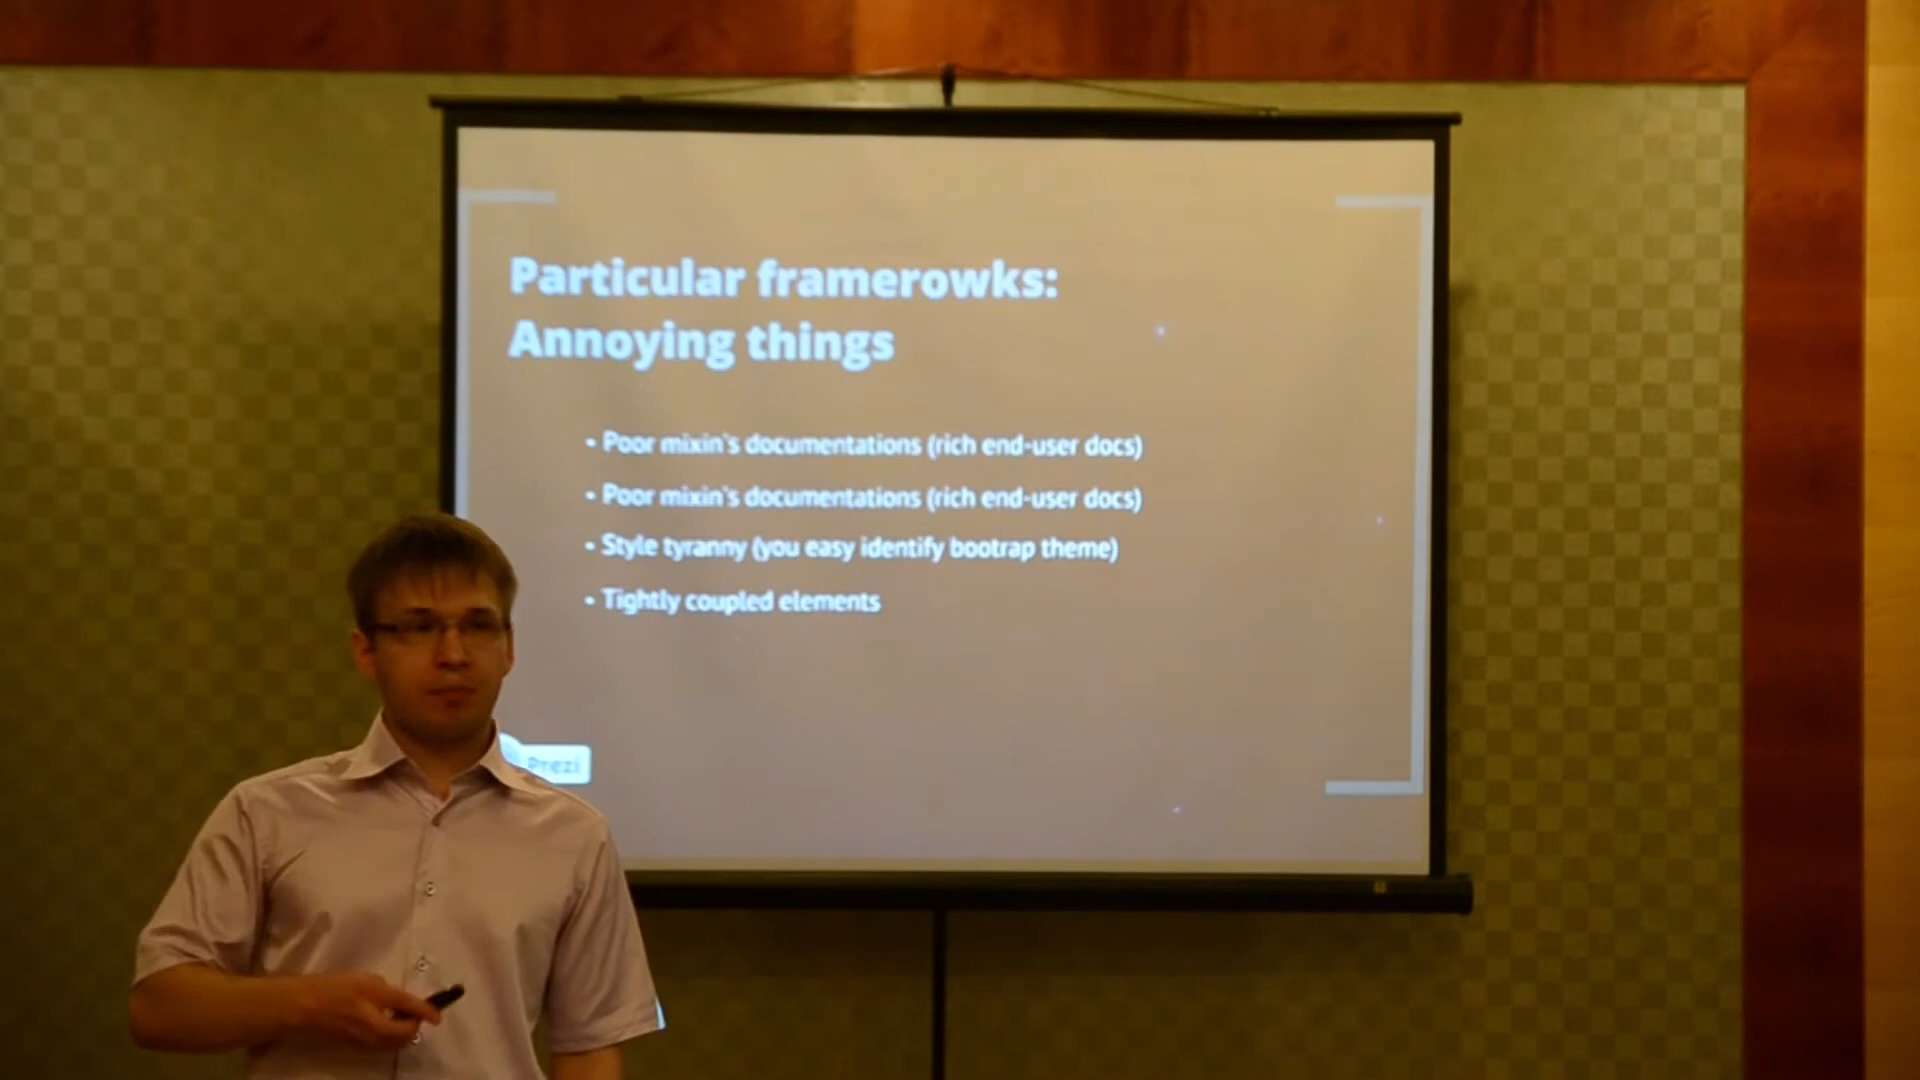 Particular framerowks:
Annoying things
- Poor mixin's documentations (rich end-user docs)
- Poor mixin's documentations (rich end-user docs)
- Style tyranny (you easy identify bootrap theme)
- Tightly coupled elements
Prezi